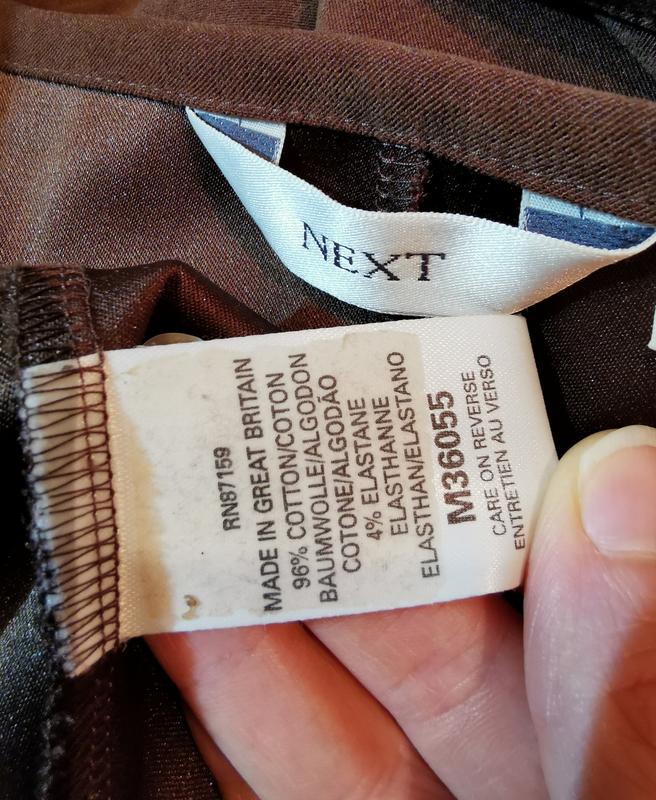 NEXT
RN87159
MADE IN GREAT BRITAIN
96% COTTON/COTON
BAUMWOLLE/ALGODON
COTONE/ALGODÃO
4% ELASTANE
ELASTHANNE
ELASTHAN/ELASTANO
M36055
CARE ON REVERSE
ENTRETIEN AU VERSO